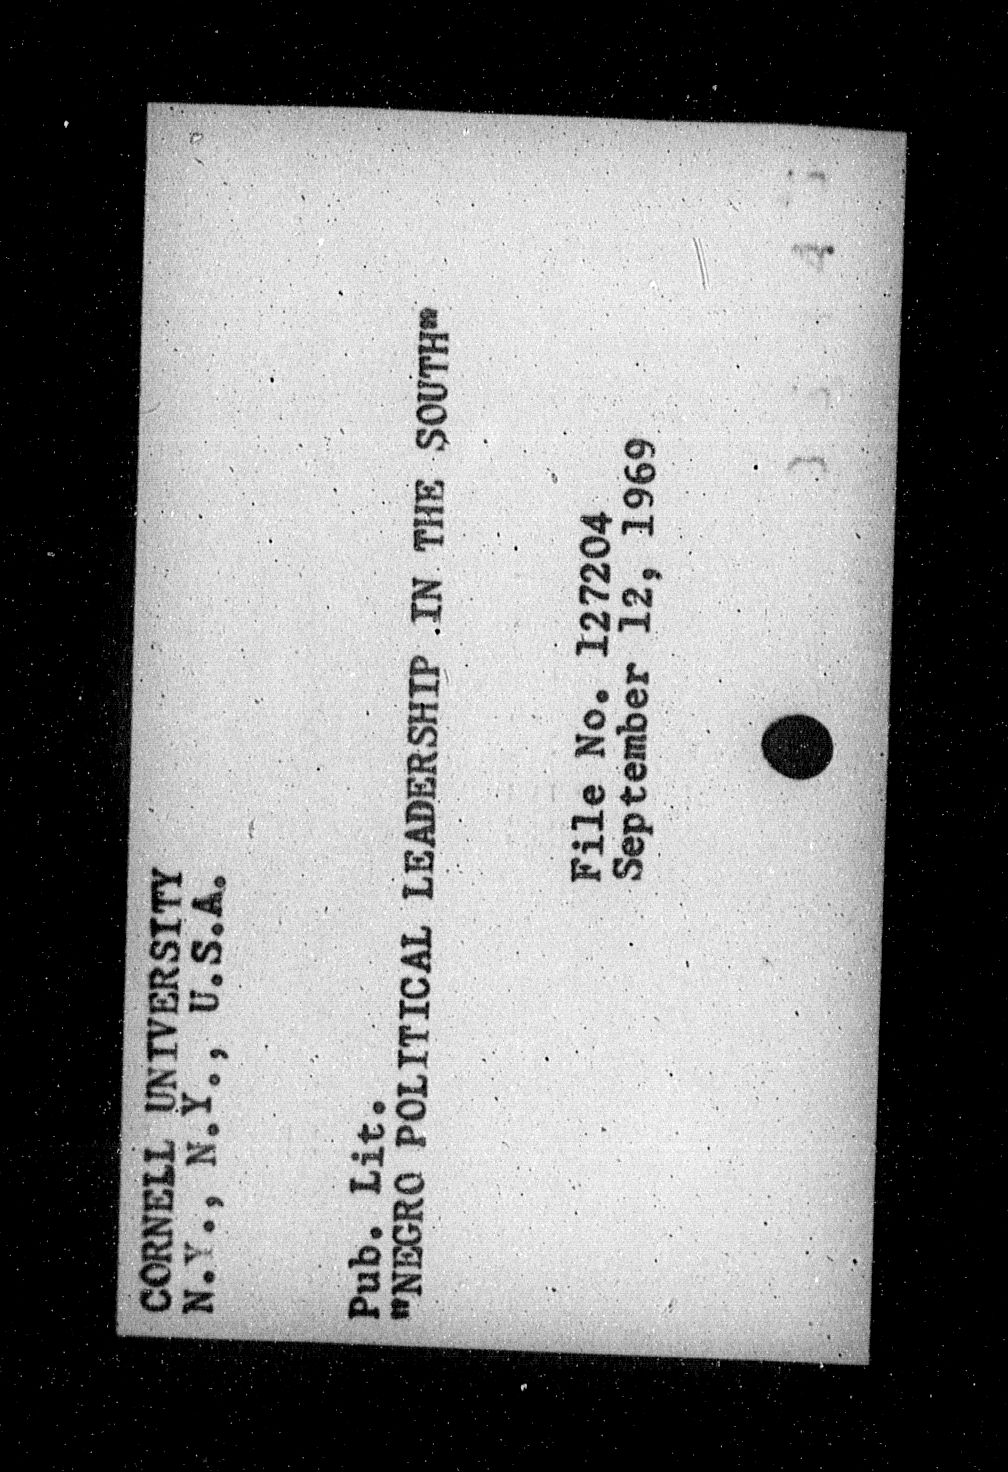 CORNELL UNIVERSITY
N.Y., N.Y., U.S.A.
Pub. Lit.
"NEGRO POLITICAL LEADERSHIP IN THE SOUTH"
File No. 127204
September 12, 1969